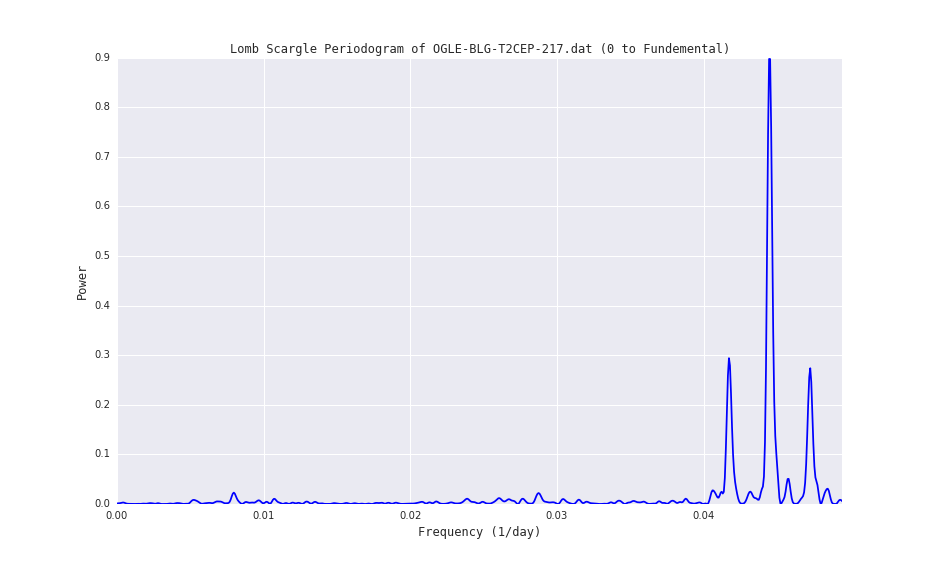 Lomb Scargle Periodogram of OGLE-BLG-T2CEP-217.dat (0 to Fundemental)
0.9
0.8
0.7
0.6
0.5
0.4
0.3
0.2
0.1
0.0
Power
0.00 0.01 0.02 0.03 0.04
Frequency (1/day)